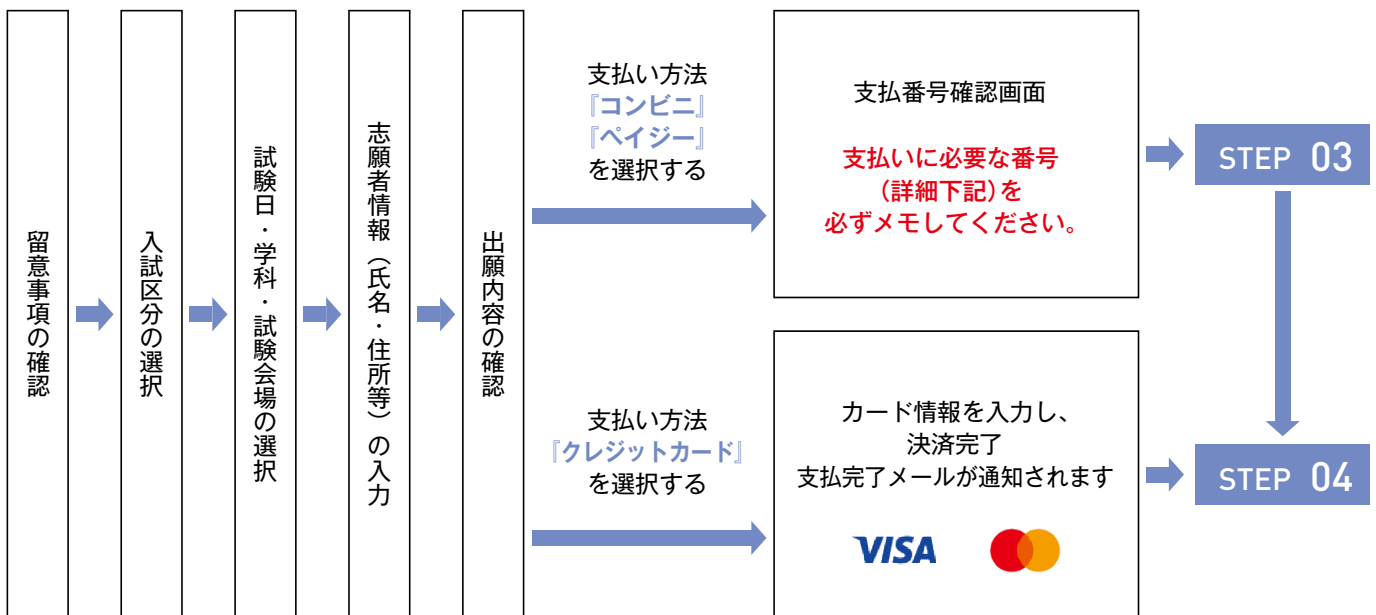 留意事項の確認
入試区分の選択
試験日・学科・試験会場の選択
志願者情報（氏名・住所等）の入力
出願内容の確認
支払い方法
『コンビニ』
『ペイジー』
を選択する
支払番号確認画面
支払いに必要な番号
（詳細下記）を
必ずメモしてください。
STEP 03
支払い方法
『クレジットカード』
を選択する
カード情報を入力し、
決済完了
支払完了メールが通知されます
VISA
STEP 04